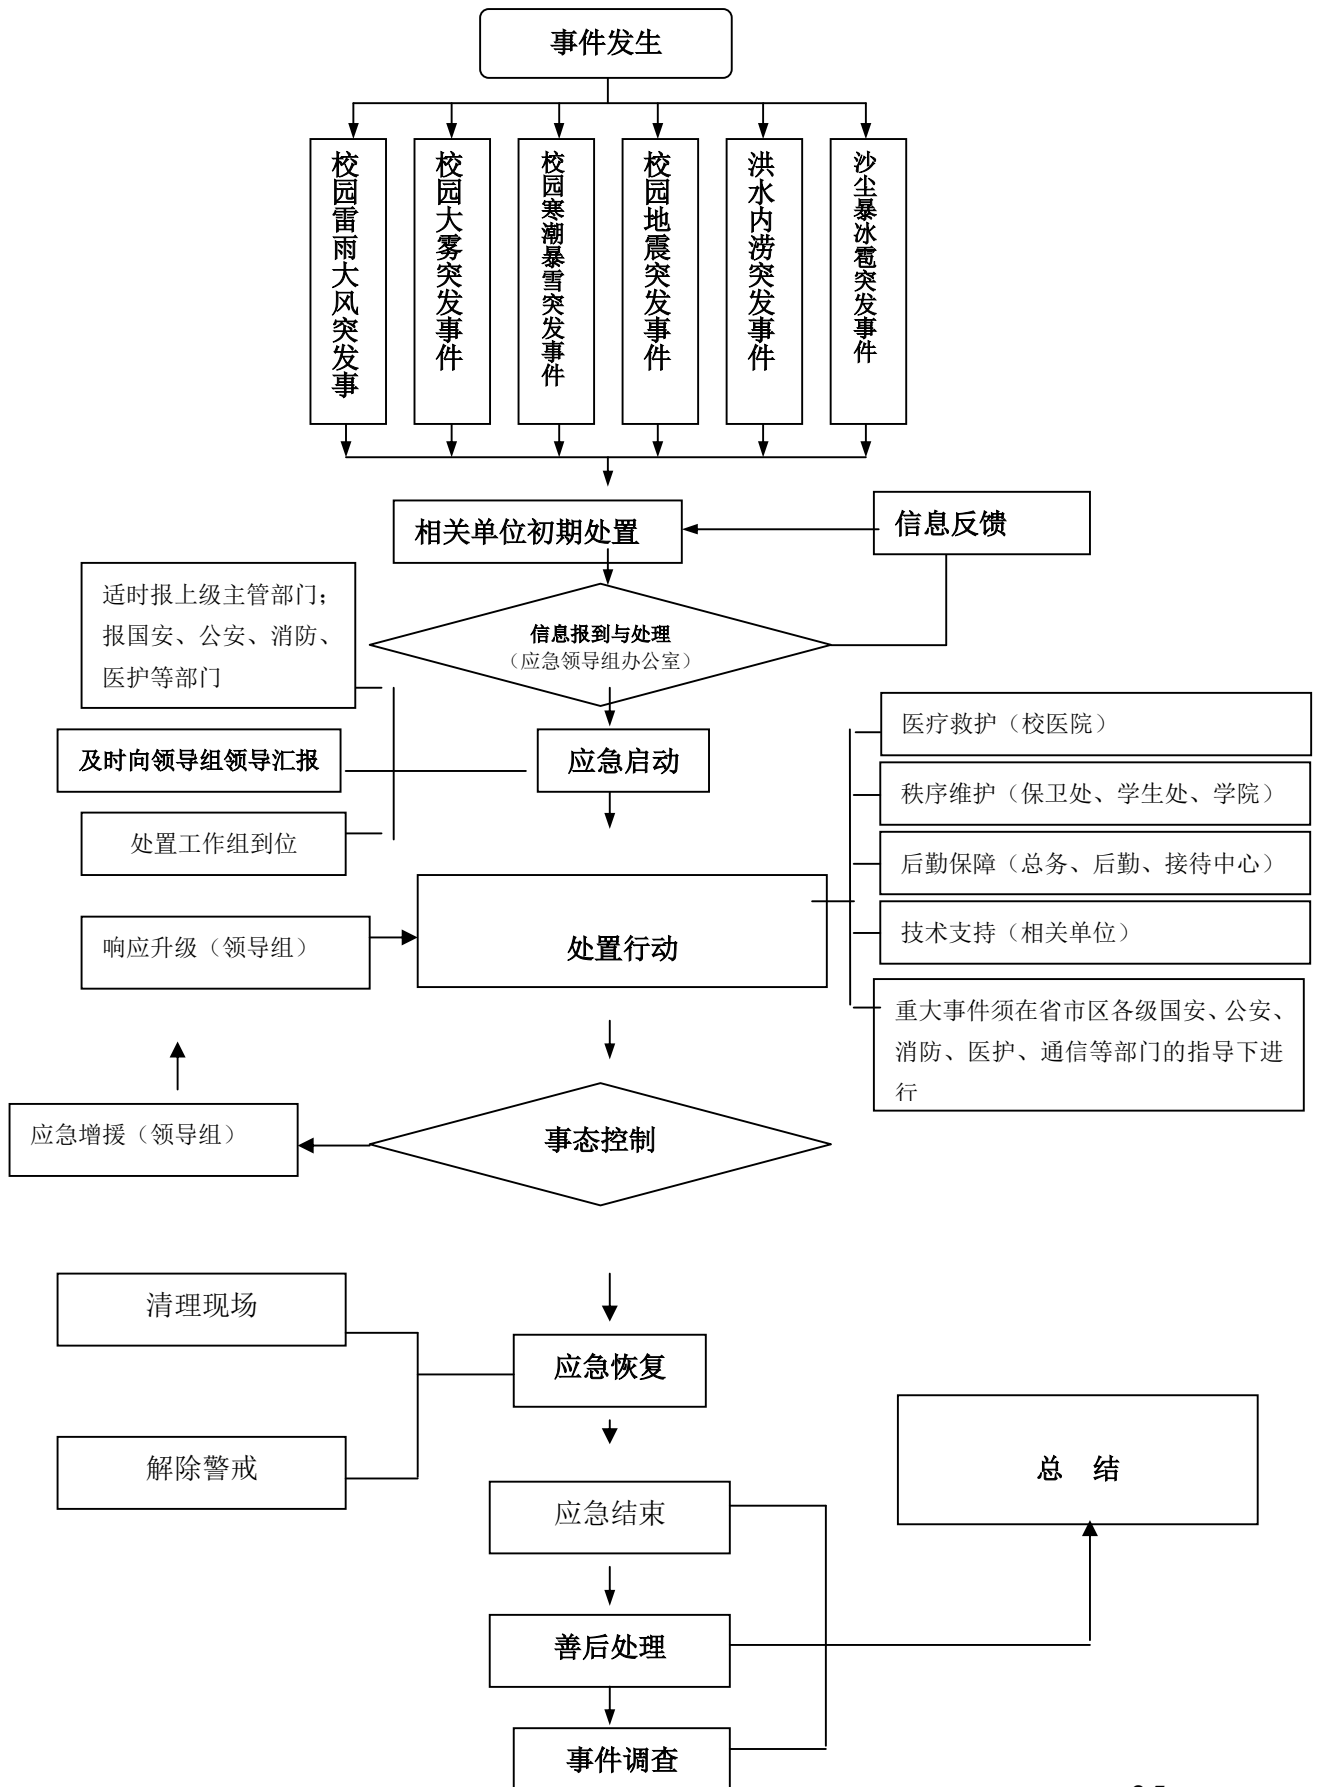 事件发生
校园雷雨大风突发事
校园大雾突发事件
校园寒潮暴雪突发事件
校园地震突发事件
洪水内涝突发事件
沙尘暴冰雹突发事件
相关单位初期处置
信息反馈
适时报上级主管部门；
报国安、公安、消防、
医护等部门
信息报到与处理
（应急领导组办公室）
医疗救护（校医院）
及时向领导组领导汇报
应急启动
秩序维护（保卫处、学生处、学院）
处置工作组到位
后勤保障（总务、后勤、接待中心）
响应升级（领导组）
处置行动
技术支持（相关单位）
重大事件须在省市区各级国安、公安、
消防、医护、通信等部门的指导下进
行
应急增援（领导组）
事态控制
清理现场
应急恢复
解除警戒
总 结
应急结束
善后处理
事件调查